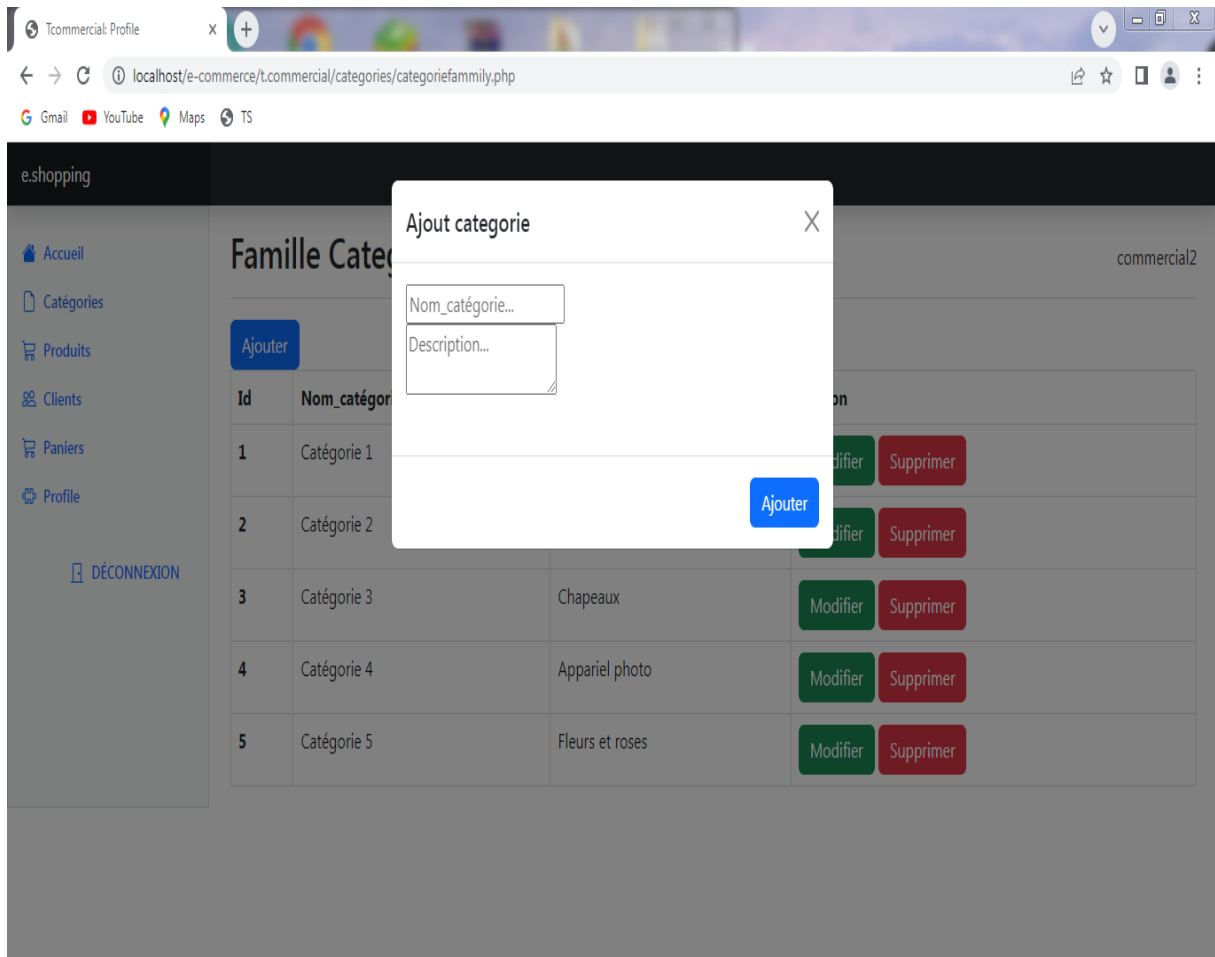 Tcommercial: Profile
localhost/e-commerce/t.commercial/categories/categoriefammily.php
Gmail YouTube Maps TS
e.shopping
Ajout categorie
Accueil
Catégories
Produits
Clients
Paniers
Profile
DÉCONNEXION
Famille Categ
commercial2
Nom_catégorie...
Description...
Ajouter
Ajouter
Id Nom_catégori on
1 Catégorie 1 difier Supprimer
2 Catégorie 2 difier Supprimer
3 Catégorie 3 Chapeaux Modifier Supprimer
4 Catégorie 4 Appariel photo Modifier Supprimer
5 Catégorie 5 Fleurs et roses Modifier Supprimer